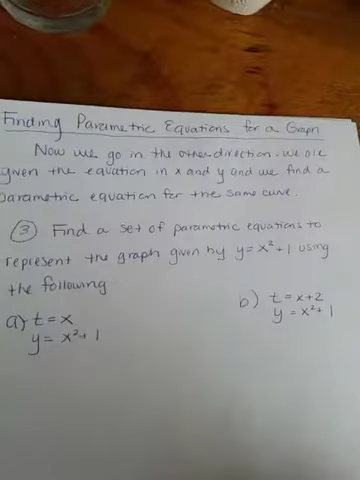 Finding Parametric Equations for a Graph
Now we go in the other direction. We are
given the equation in x and y and we find a
parametric equation for the same curve.
③ Find a set of parametric equations to
represent the graph given by y=x²+1 using
the following
a) t=x
y= x²+1
b) t=x+2
y=x²+1